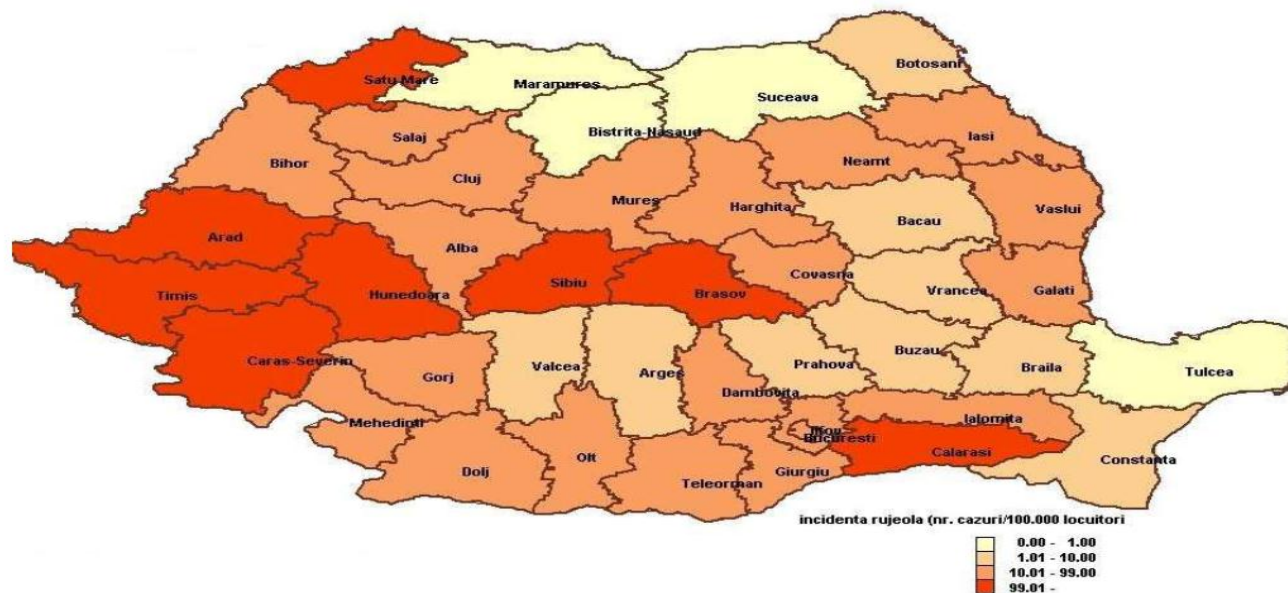 Botosani
Satu Mare
Maramures
Suceava
Bistrita-Nasaud
Salaj
Iasi
Bihor
Neamt
Cluj
Mures
Harghita
Vaslui
Bacau
Arad
Alba
Covasna
Sibiu
Timis
Hunedoara
Brasov
Vrancea
Galati
Caras-Severin
Valcea
Arges
Prahova
Buzau
Braila
Tulcea
Gorj
Dambovita
Mehedinti
Ialomita
Ilfov
Bucuresti
Calarasi
Constanta
Olt
Dolj
Teleorman
Giurgiu
incidenta rujeola (nr. cazuri/100.000 locuitori
0.00 - 1.00
1.01 - 10.00
10.01 - 99.00
99.01 -